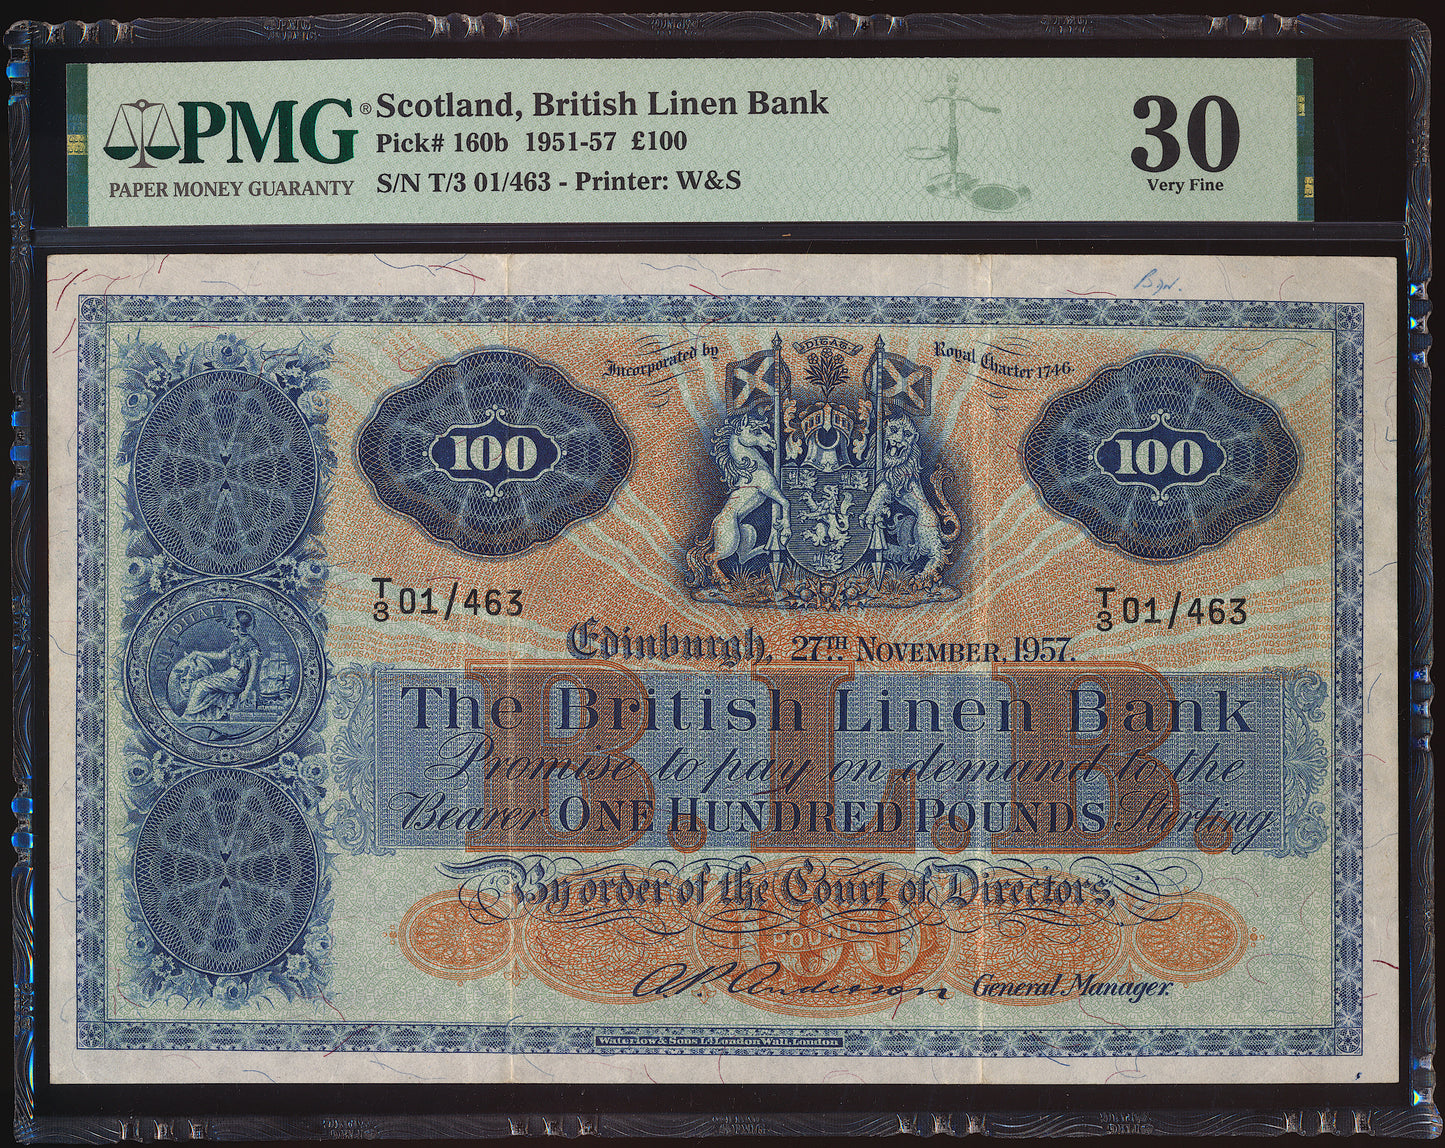 PMG®
PAPER MONEY GUARANTY
Scotland, British Linen Bank
Pick# 160b 1951-57 £100
S/N T/3 01/463 - Printer: W&S
30
Very Fine
Incorporated by
Royal Charter 1746.
100
100
T/3 01/463
T/3 01/463
Edinburgh, 27TH NOVEMBER, 1957.
B.L.B.
The British Linen Bank
Promise to pay on demand to the
Bearer ONE HUNDRED POUNDS Sterling
By order of the Court of Directors,
POUNDS
A.P. Anderson General Manager.
Waterlow & Sons Ld London Wall, London